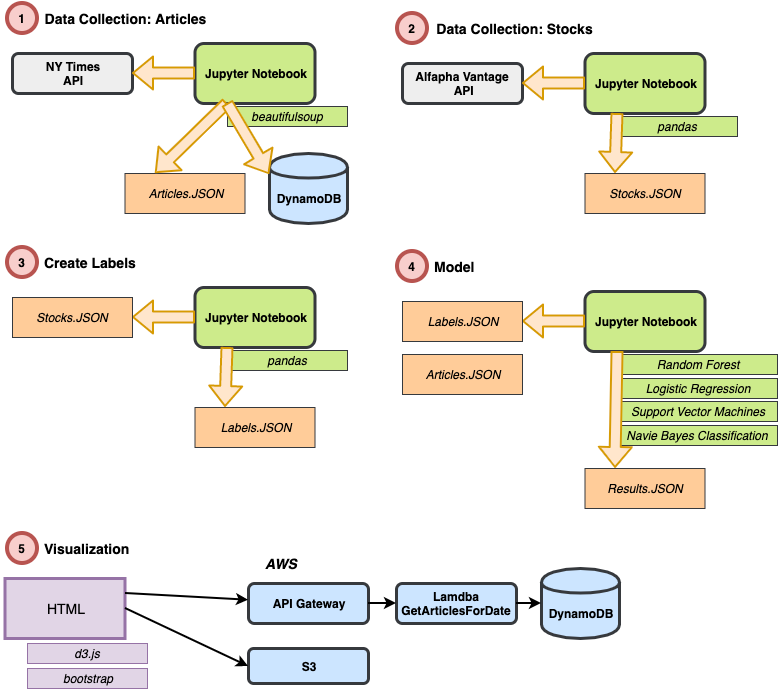 1
Data Collection: Articles
NY Times
API
Jupyter Notebook
beautifulsoup
Articles.JSON
DynamoDB
2
Data Collection: Stocks
Alfapha Vantage
API
Jupyter Notebook
pandas
Stocks.JSON
3
Create Labels
Stocks.JSON
Jupyter Notebook
pandas
Labels.JSON
4
Model
Labels.JSON
Jupyter Notebook
Articles.JSON
Random Forest
Logistic Regression
Support Vector Machines
Navie Bayes Classification
Results.JSON
5
Visualization
AWS
HTML
d3.js
bootstrap
API Gateway
Lamdba
GetArticlesForDate
DynamoDB
S3